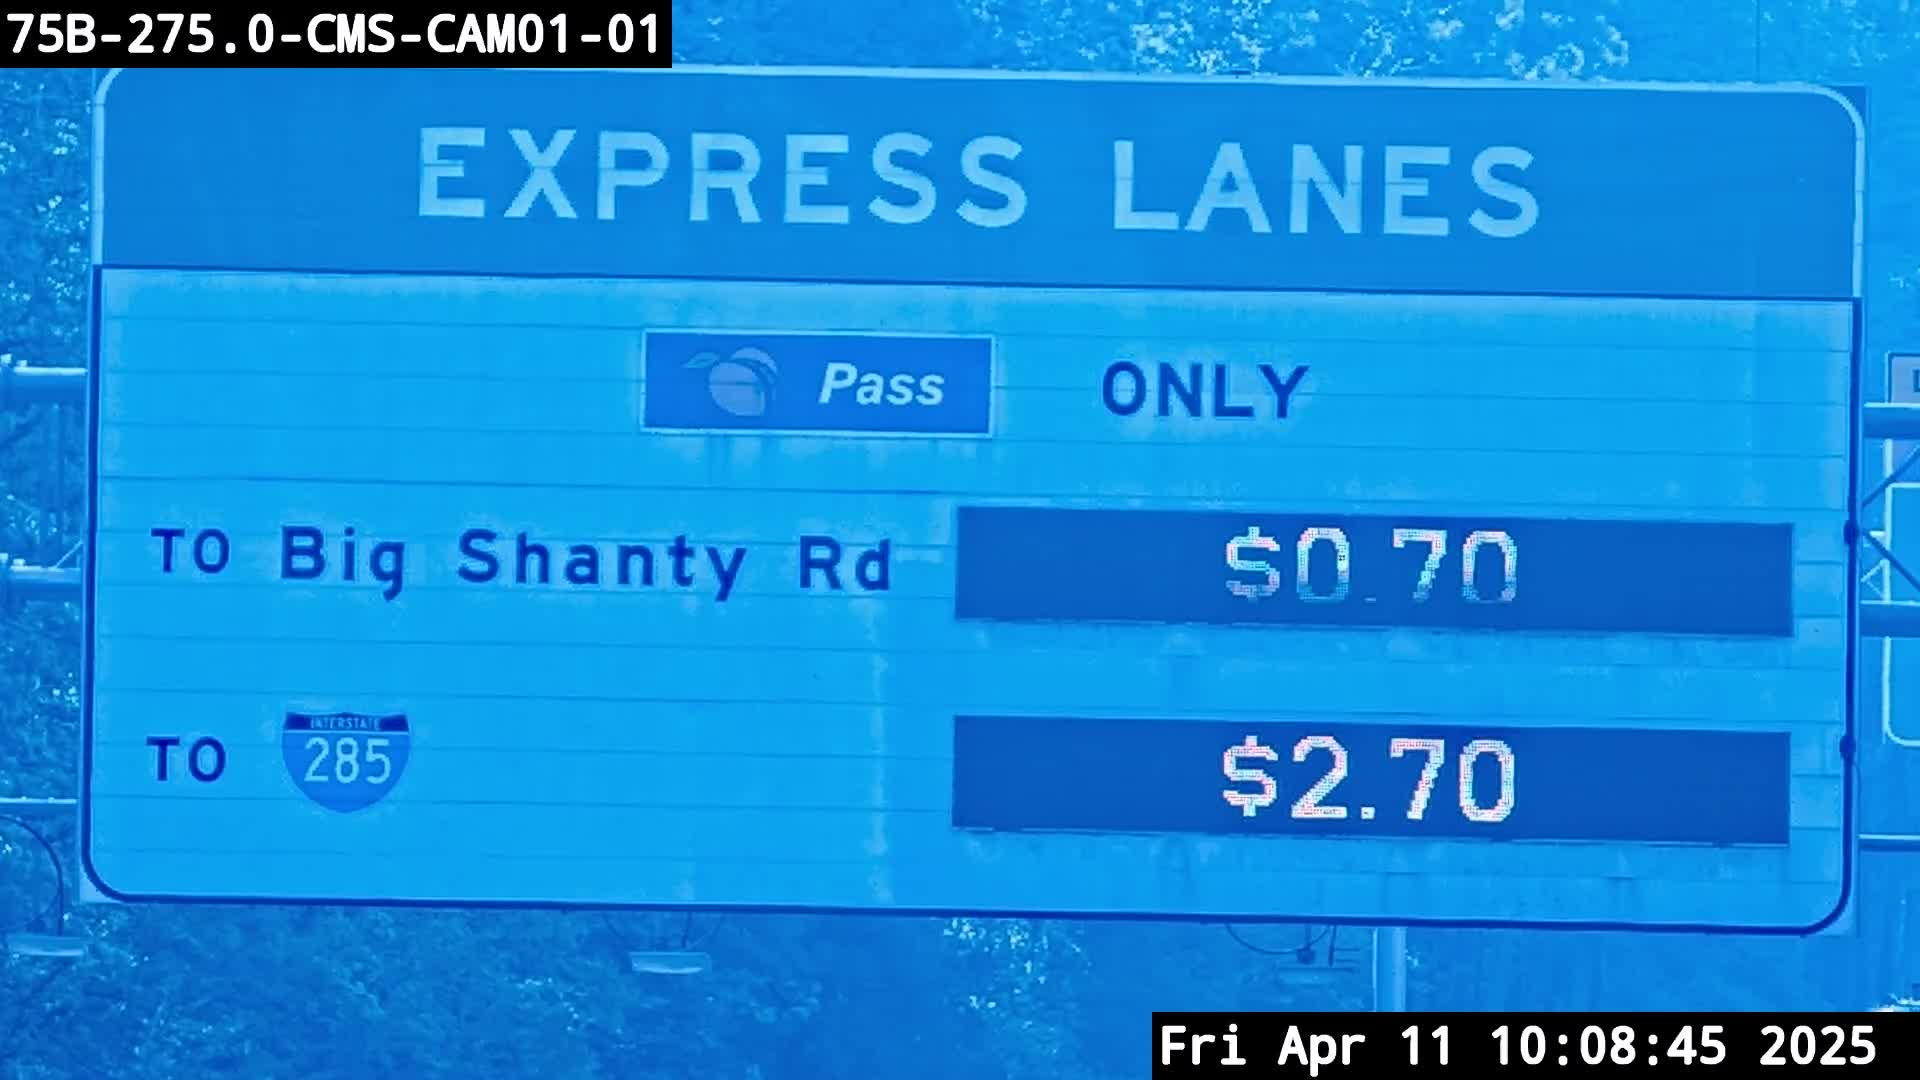 75B-275.0-CMS-CAM01-01
EXPRESS LANES
Pass ONLY
TO Big Shanty Rd $0.70
TO INTERSTATE 285 $2.70
Fri Apr 11 10:08:45 2025